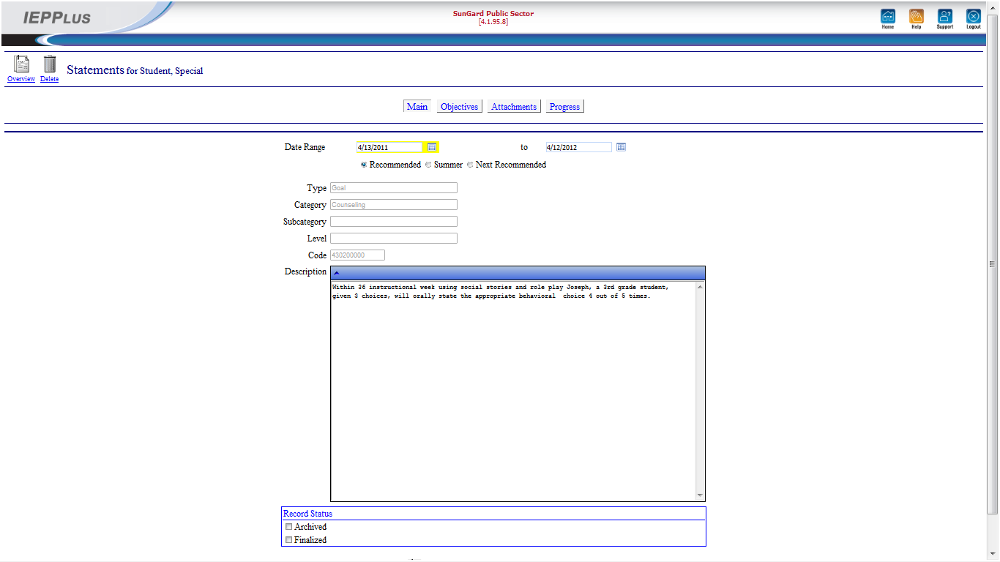 IEPPLUS
SunGard Public Sector
[4.1.95.8]
Home Help Support Logout
Overview Delete Statements for Student, Special
Main Objectives Attachments Progress
Date Range 4/13/2011 to 4/12/2012
Recommended Summer Next Recommended
Type Goal
Category Counseling
Subcategory
Level
Code 430200000
Description
Within 36 instructional week using social stories and role play Joseph, a 3rd grade student,
given 3 choices, will orally state the appropriate behavioral  choice 4 out of 5 times.
Record Status
Archived
Finalized